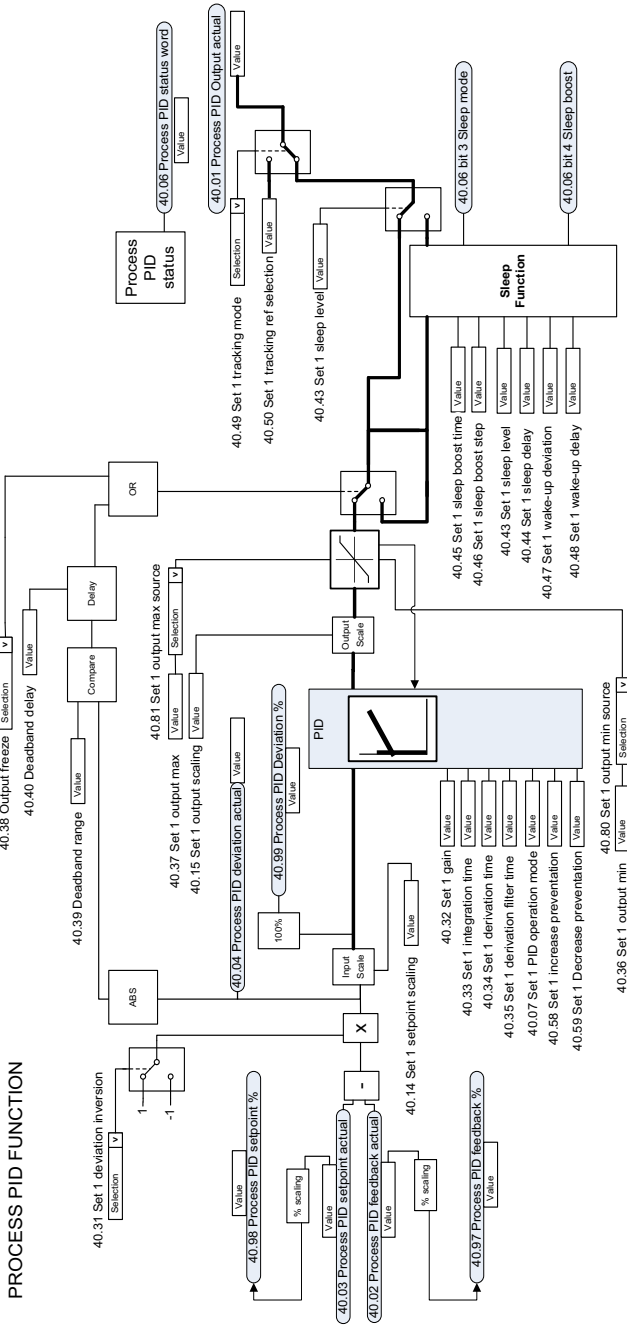 PROCESS PID FUNCTION
40.31 Set 1 deviation inversion
Selection
v
1
-1
40.98 Process PID setpoint %
Value
% scaling
Value
40.03 Process PID setpoint actual
40.02 Process PID feedback actual
Value
% scaling
40.97 Process PID feedback %
Value
-
X
ABS
40.38 Output freeze
Selection
v
40.40 Deadband delay
Value
40.39 Deadband range
Value
Compare
Delay
OR
40.04 Process PID deviation actual
Value
40.37 Set 1 output max
Value
40.81 Set 1 output max source
Selection
v
40.15 Set 1 output scaling
Value
100%
40.99 Process PID Deviation %
Value
Input
Scale
40.14 Set 1 setpoint scaling
Value
PID
Output
Scale
40.32 Set 1 gain
Value
40.33 Set 1 integration time
Value
40.34 Set 1 derivation time
Value
40.35 Set 1 derivation filter time
Value
40.07 Set 1 PID operation mode
Value
40.58 Set 1 increase preventation
Value
40.59 Set 1 Decrease preventation
Value
40.36 Set 1 output min
Value
40.80 Set 1 output min source
Selection
v
Process
PID
status
40.06 Process PID status word
Value
40.01 Process PID Output actual
Value
40.49 Set 1 tracking mode
Selection
v
40.50 Set 1 tracking ref selection
Value
40.43 Set 1 sleep level
Value
40.45 Set 1 sleep boost time
Value
40.46 Set 1 sleep boost step
Value
40.43 Set 1 sleep level
Value
40.44 Set 1 sleep delay
Value
40.47 Set 1 wake-up deviation
Value
40.48 Set 1 wake-up delay
Value
Sleep
Function
40.06 bit 3 Sleep mode
40.06 bit 4 Sleep boost